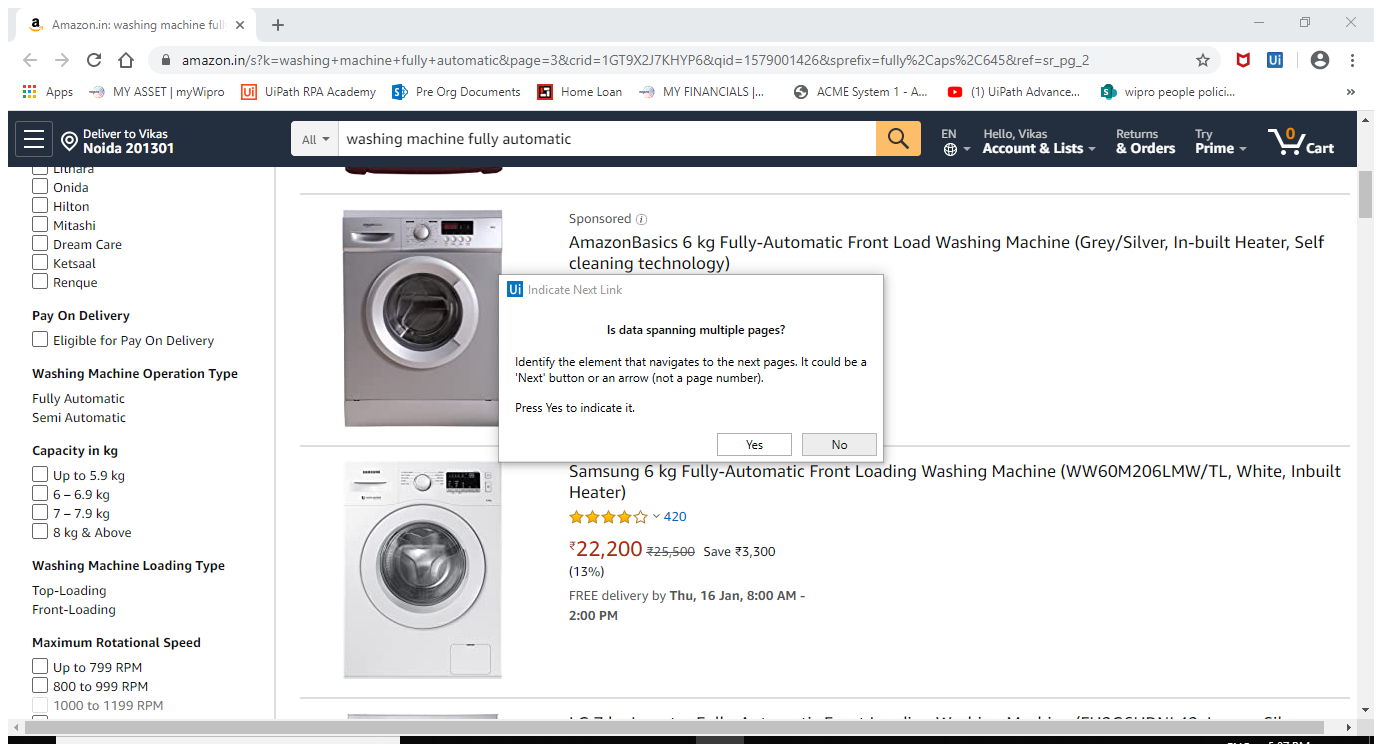 Amazon.in: washing machine full
amazon.in/s?k=washing+machine+fully+automatic&page=3&crid=1GT9X2J7KHYP6&qid=1579001426&sprefix=fully%2Caps%2C645&ref=sr_pg_2
Apps MY ASSET | myWipro UiPath RPA Academy Pre Org Documents Home Loan MY FINANCIALS |... ACME System 1 - A... (1) UiPath Advance... wipro people polici... »
Deliver to Vikas
Noida 201301
All washing machine fully automatic
EN
Hello, Vikas
Account & Lists
Returns
& Orders
Try
Prime
0
Cart
Lithara
Onida
Hilton
Mitashi
Dream Care
Ketsaal
Renque
Pay On Delivery
Eligible for Pay On Delivery
Washing Machine Operation Type
Fully Automatic
Semi Automatic
Capacity in kg
Up to 5.9 kg
6 – 6.9 kg
7 – 7.9 kg
8 kg & Above
Washing Machine Loading Type
Top-Loading
Front-Loading
Maximum Rotational Speed
Up to 799 RPM
800 to 999 RPM
1000 to 1199 RPM
Sponsored
AmazonBasics 6 kg Fully-Automatic Front Load Washing Machine (Grey/Silver, In-built Heater, Self
cleaning technology)
Ui Indicate Next Link
Is data spanning multiple pages?
Identify the element that navigates to the next pages. It could be a
'Next' button or an arrow (not a page number).
Press Yes to indicate it.
Yes No
SAMSUNG
Samsung 6 kg Fully-Automatic Front Loading Washing Machine (WW60M206LMW/TL, White, Inbuilt
Heater)
420
₹22,200 ₹25,500 Save ₹3,300
(13%)
FREE delivery by Thu, 16 Jan, 8:00 AM -
2:00 PM